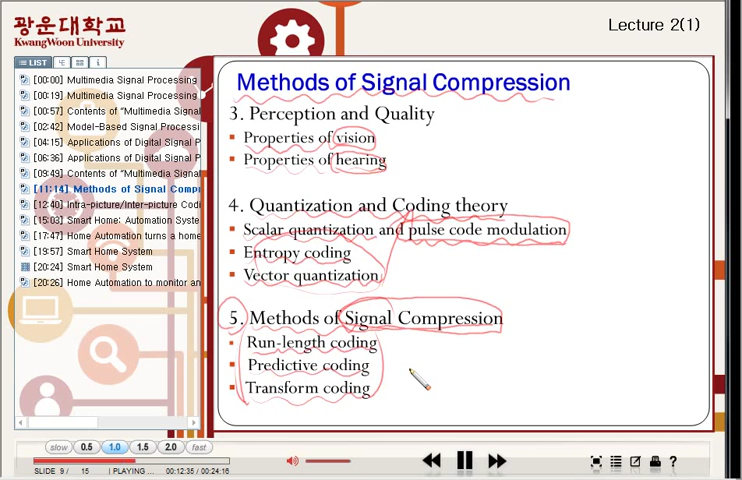 광운대학교
KwangWoon University
Lecture 2(1)
LIST
[00:00] Multimedia Signal Processing
[00:19] Multimedia Signal Processing
[00:57] Contents of "Multimedia Signal
[02:42] Model-Based Signal Processi
[04:15] Applications of Digital Signal P
[06:36] Applications of Digital Signal P
[09:49] Contents of "Multimedia Signal
[11:14] Methods of Signal Compr
[12:40] Intra-picture/Inter-picture Codi
[15:03] Smart Home: Automation Syste
[17:47] Home Automation turns a home
[19:57] Smart Home System
[20:24] Smart Home System
[20:26] Home Automation to monitor an
Methods of Signal Compression
3. Perception and Quality
Properties of vision
Properties of hearing
4. Quantization and Coding theory
Scalar quantization and pulse code modulation
Entropy coding
Vector quantization
5. Methods of Signal Compression
Run-length coding
Predictive coding
Transform coding
slow 0.5 1.0 1.5 2.0 fast
SLIDE 9 / 15 | PLAYING ... 00:12:35 / 00:24:16